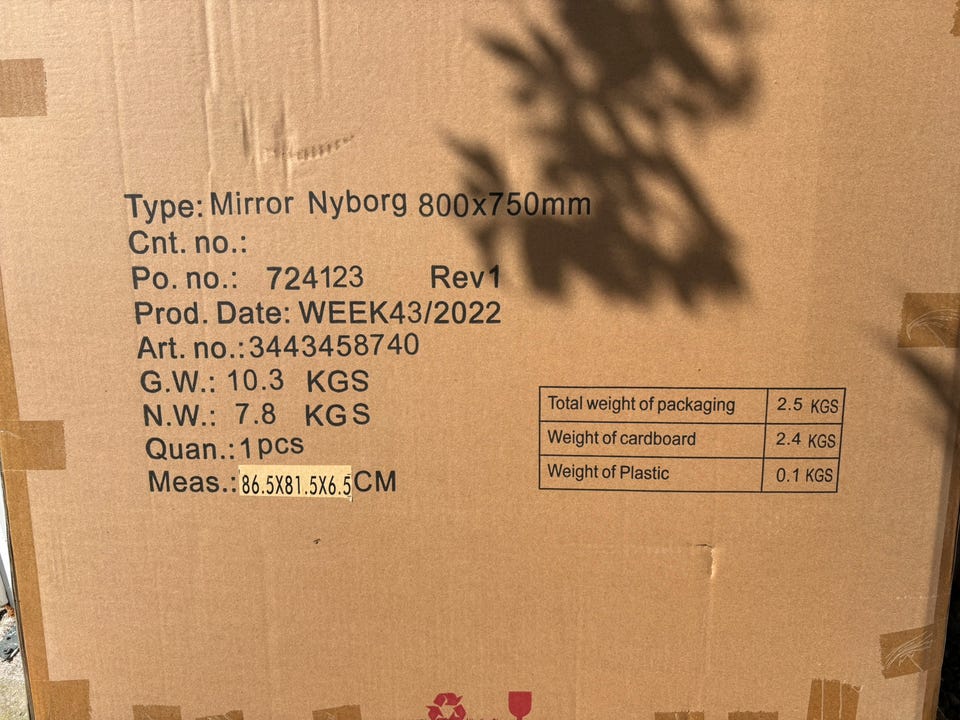 Type: Mirror Nyborg 800x750mm
Cnt. no.:
Po. no.: 724123 Rev1
Prod. Date: WEEK43/2022
Art. no.:3443458740
G.W.: 10.3 KGS
N.W.: 7.8 KGS
Quan.:1pcs
Meas.:86.5X81.5X6.5CM
Total weight of packaging 2.5 KGS
Weight of cardboard 2.4 KGS
Weight of Plastic 0.1 KGS